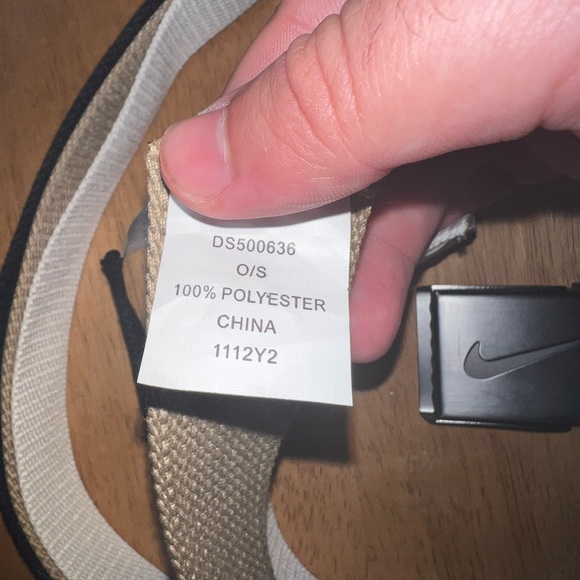 DS500636
O/S
100% POLYESTER
CHINA
1112Y2